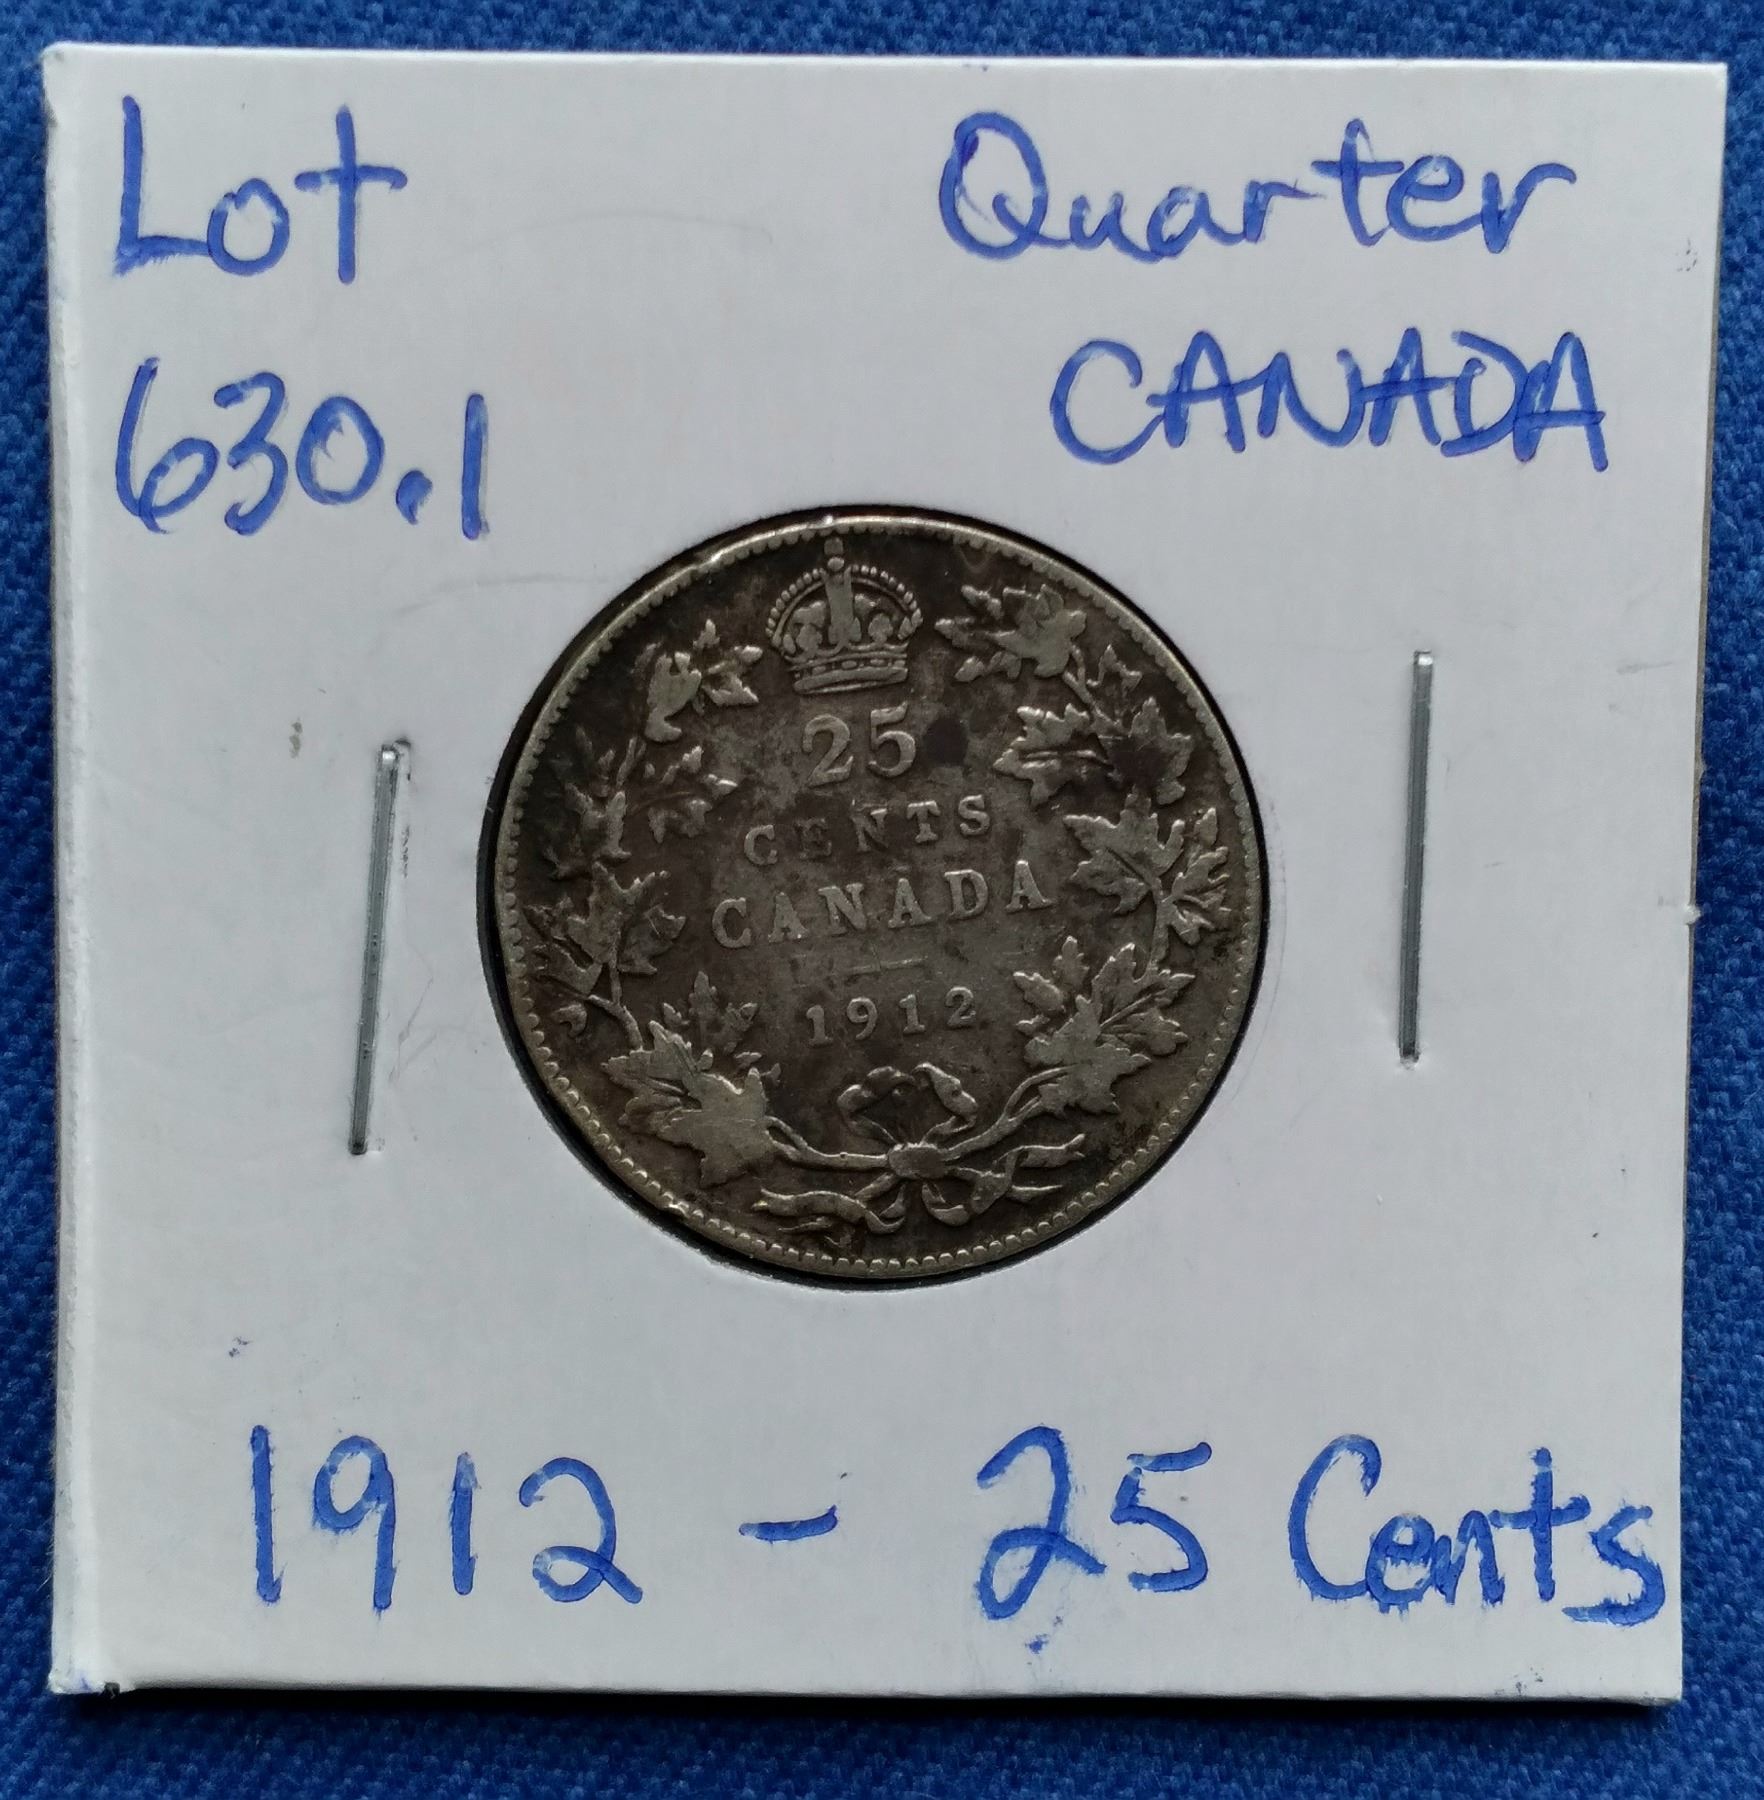 Lot
630.1
Quarter
CANADA
25
CENTS
CANADA
1912
1912 - 25 Cents